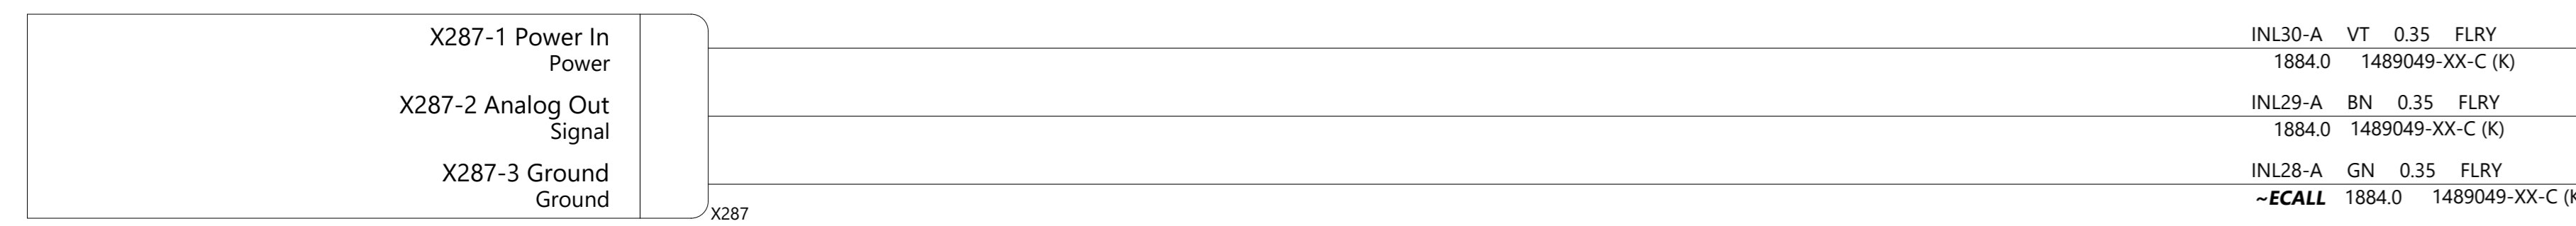 X287-1 Power In
Power
INL30-A VT 0.35 FLRY
1884.0 1489049-XX-C (K)
X287-2 Analog Out
Signal
INL29-A BN 0.35 FLRY
1884.0 1489049-XX-C (K)
X287-3 Ground
Ground
INL28-A GN 0.35 FLRY
~ECALL 1884.0 1489049-XX-C (K
X287